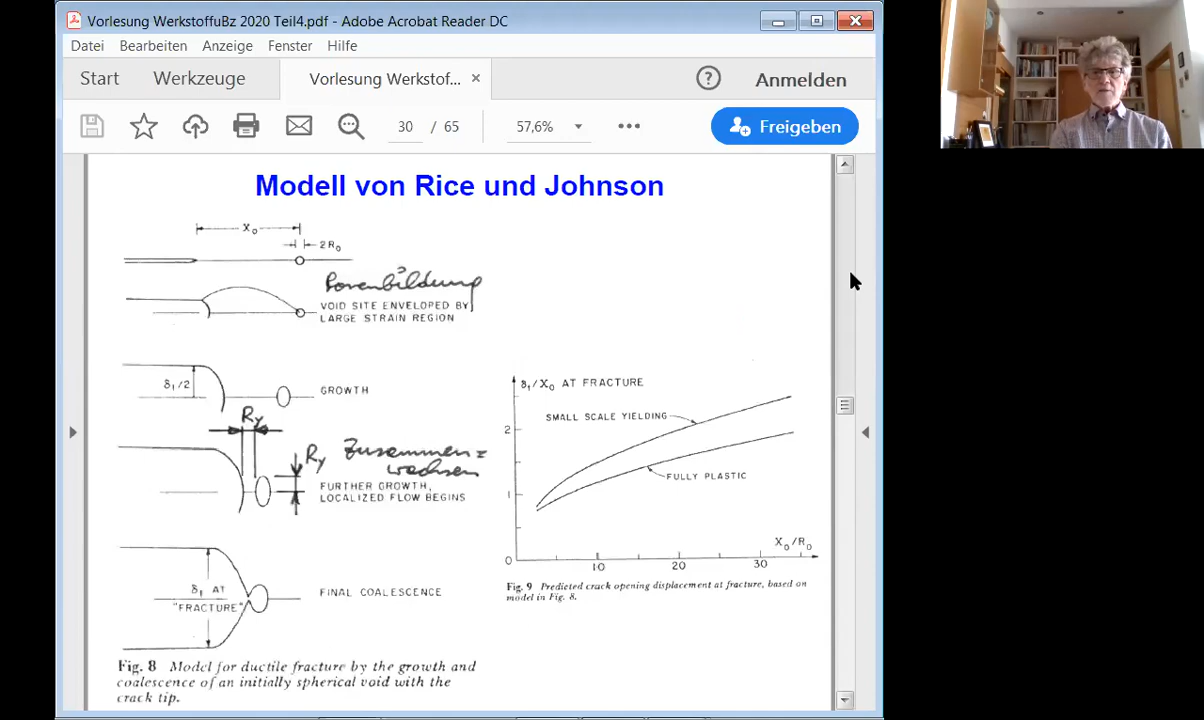 Vorlesung WerkstoffuBz 2020 Teil4.pdf - Adobe Acrobat Reader DC
Datei Bearbeiten Anzeige Fenster Hilfe
Start Werkzeuge Vorlesung Werkstof... × ? Anmelden
30 / 65 57,6% Freigeben
Modell von Rice und Johnson
X₀
2R₀
Porenbildung
VOID SITE ENVELOPED BY
LARGE STRAIN REGION
δₜ/2
GROWTH
Ry
Ry Zusammen=
wachsen
FURTHER GROWTH,
LOCALIZED FLOW BEGINS
δₜ AT
"FRACTURE"
FINAL COALESCENCE
Fig. 8 Model for ductile fracture by the growth and
coalescence of an initially spherical void with the
crack tip.
δₜ/X₀ AT FRACTURE
SMALL SCALE YIELDING
2
FULLY PLASTIC
1
X₀/R₀
0
10 20 30
Fig. 9 Predicted crack opening displacement at fracture, based on
model in Fig. 8.